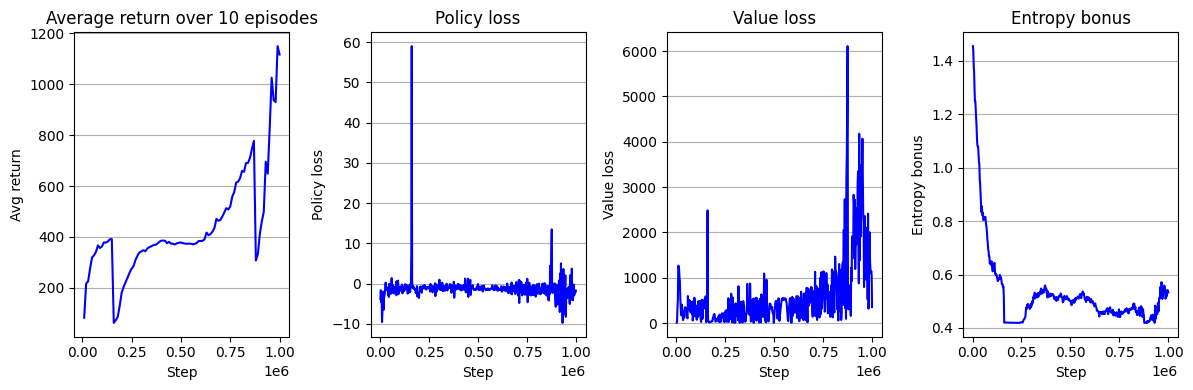 Average return over 10 episodes
Avg return
1200
1000
800
600
400
200
0.00 0.25 0.50 0.75 1.00
1e6
Step
Policy loss
Policy loss
60
50
40
30
20
10
0
−10
0.00 0.25 0.50 0.75 1.00
1e6
Step
Value loss
Value loss
6000
5000
4000
3000
2000
1000
0
0.00 0.25 0.50 0.75 1.00
1e6
Step
Entropy bonus
Entropy bonus
1.4
1.2
1.0
0.8
0.6
0.4
0.00 0.25 0.50 0.75 1.00
1e6
Step